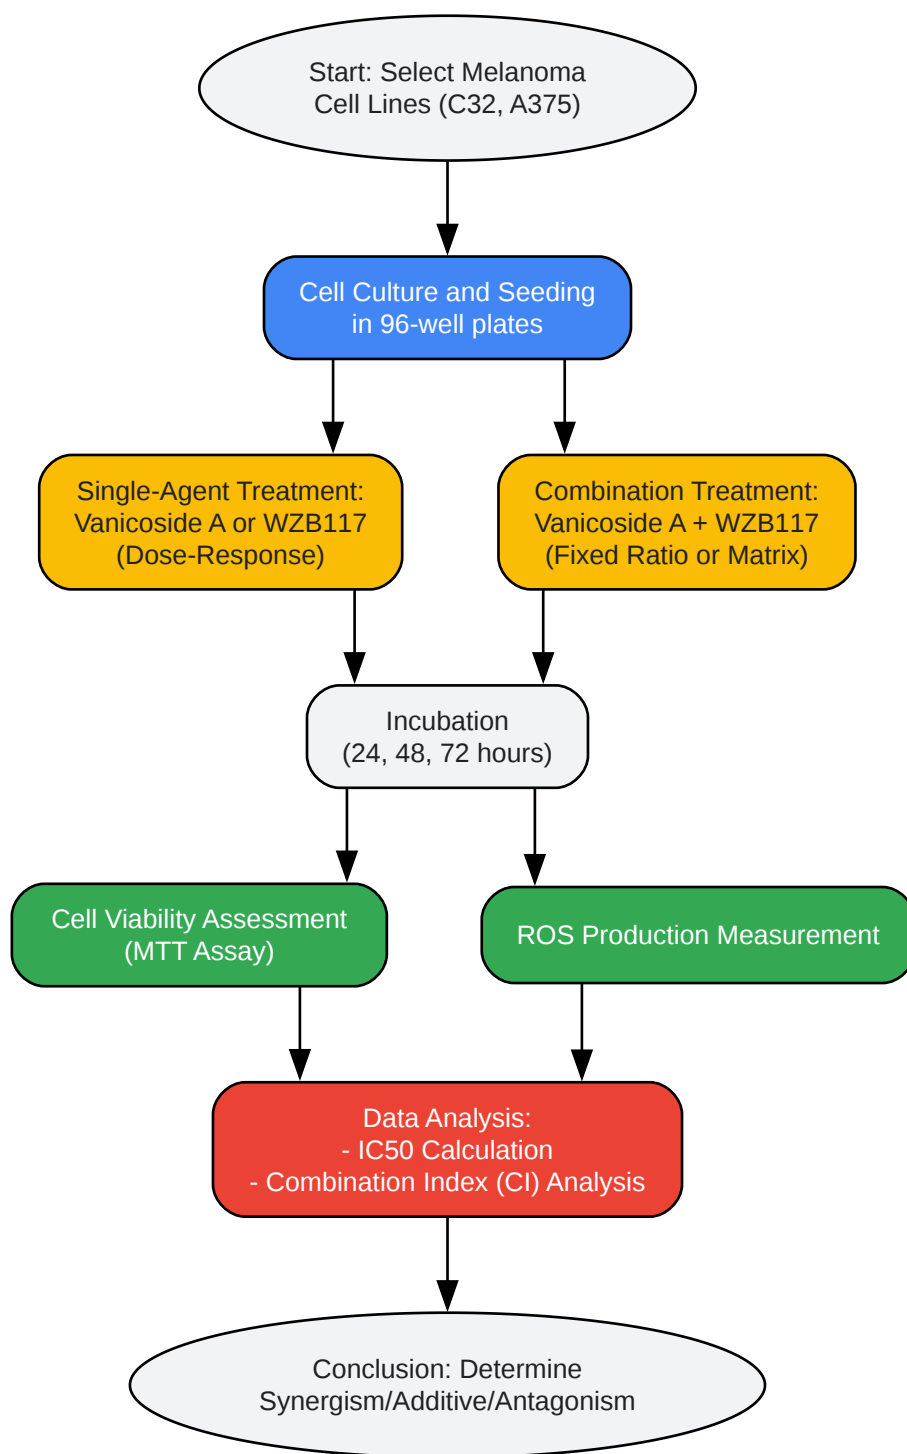 Start: Select Melanoma
Cell Lines (C32, A375)
Cell Culture and Seeding
in 96-well plates
Single-Agent Treatment:
Vanicoside A or WZB117
(Dose-Response)
Combination Treatment:
Vanicoside A + WZB117
(Fixed Ratio or Matrix)
Incubation
(24, 48, 72 hours)
Cell Viability Assessment
(MTT Assay)
ROS Production Measurement
Data Analysis:
- IC50 Calculation
- Combination Index (CI) Analysis
Conclusion: Determine
Synergism/Additive/Antagonism